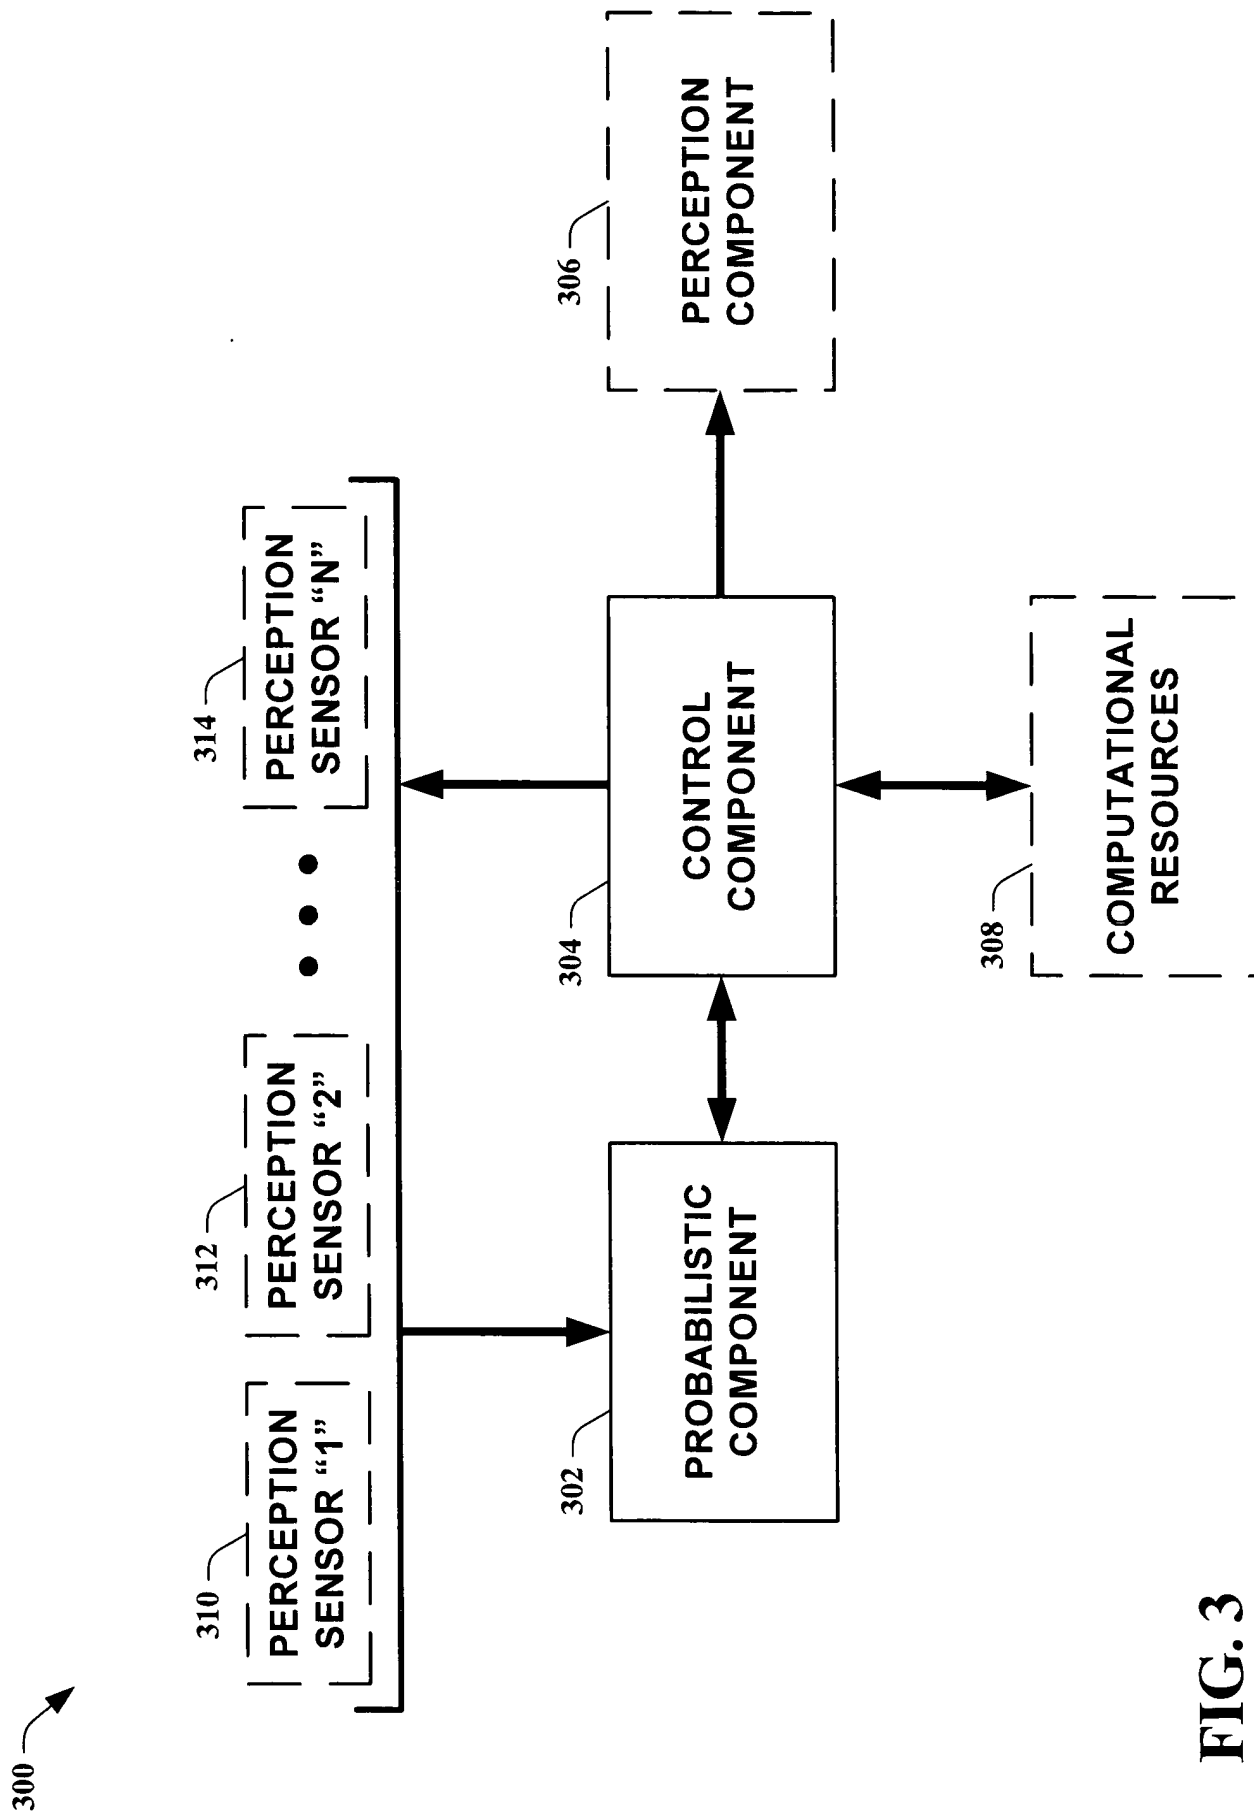 300
310
PERCEPTION
SENSOR “1”
312
PERCEPTION
SENSOR “2”
314
PERCEPTION
SENSOR “N”
302
PROBABILISTIC
COMPONENT
304
CONTROL
COMPONENT
306
PERCEPTION
COMPONENT
308
COMPUTATIONAL
RESOURCES
FIG. 3